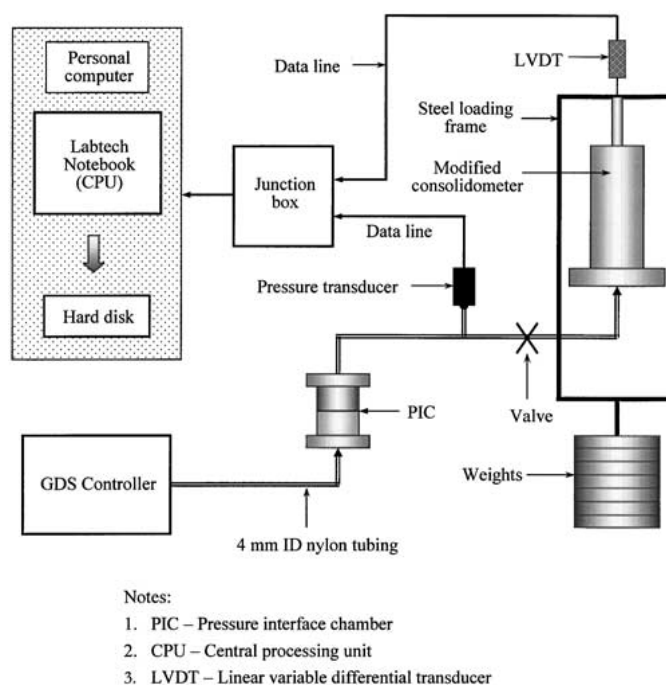 Personal
computer
Labtech
Notebook
(CPU)
Hard disk
Data line
LVDT
Steel loading
frame
Junction
box
Modified
consolidometer
Data line
Pressure transducer
PIC
Valve
GDS Controller
Weights
4 mm ID nylon tubing
Notes:
1. PIC – Pressure interface chamber
2. CPU – Central processing unit
3. LVDT – Linear variable differential transducer